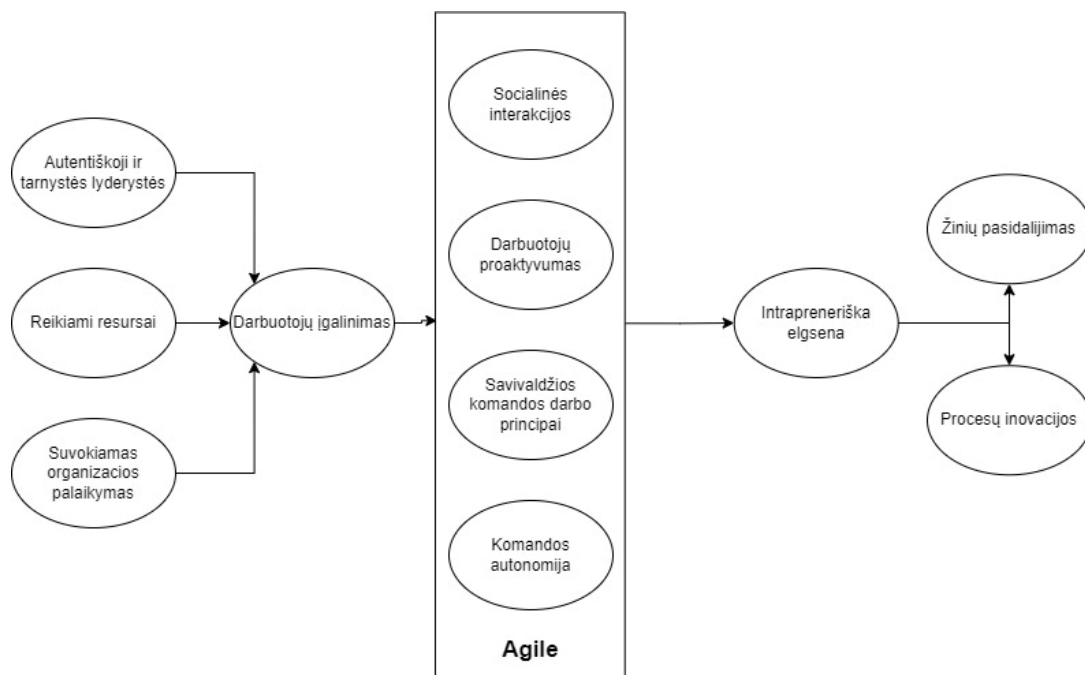 Autentiškoji ir
tarnystės lyderystės
Reikiami resursai
Suvokiamas
organizacios
palaikymas
Darbuotojų įgalinimas
Socialinės
interakcijos
Darbuotojų
proaktyvumas
Savivaldžios
komandos darbo
principai
Komandos
autonomija
Agile
Intrapreneriška
elgsena
Žinių pasidalijimas
Procesų inovacijos